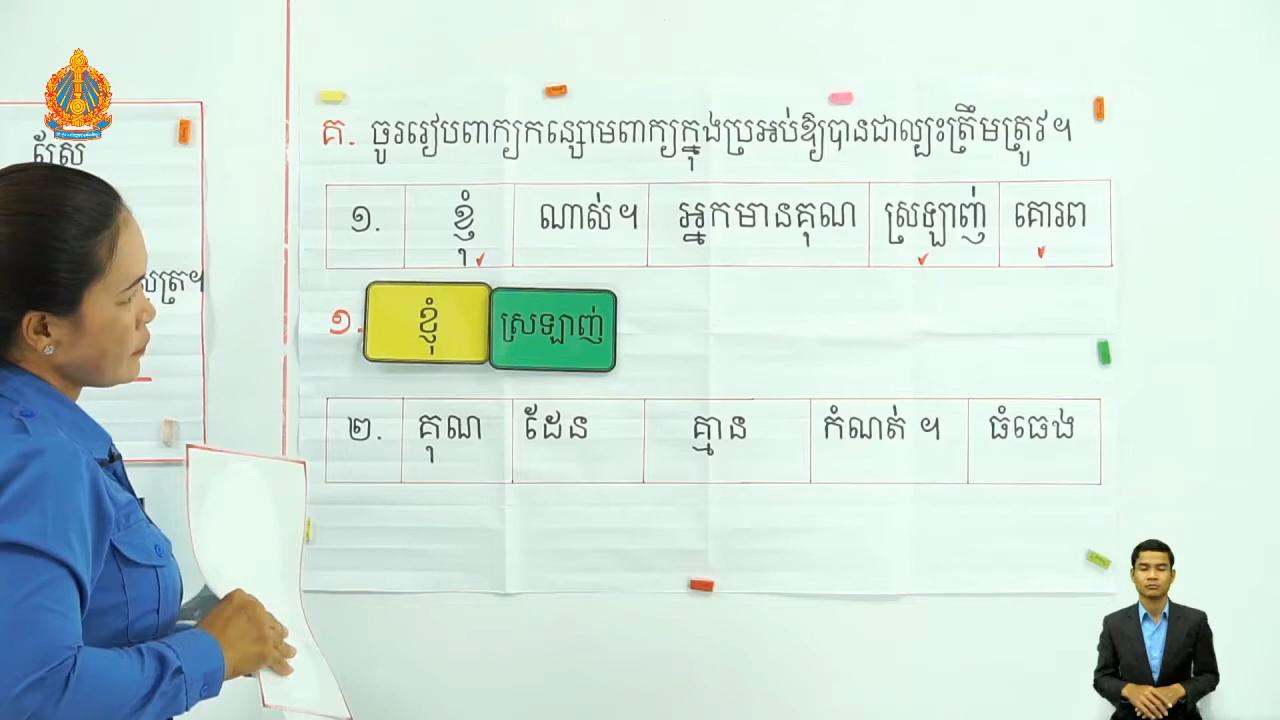 ស្រែ
គ. ចូររៀបពាក្យកន្សោមពាក្យក្នុងប្រអប់ឱ្យបានជាល្បះត្រឹមត្រូវ។
១. ខ្ញុំ ណាស់។ អ្នកមានគុណ ស្រឡាញ់ គោរព
១. ខ្ញុំ ស្រឡាញ់
២. គុណ ដែន គ្មាន កំណត់ ។ ធំធេង